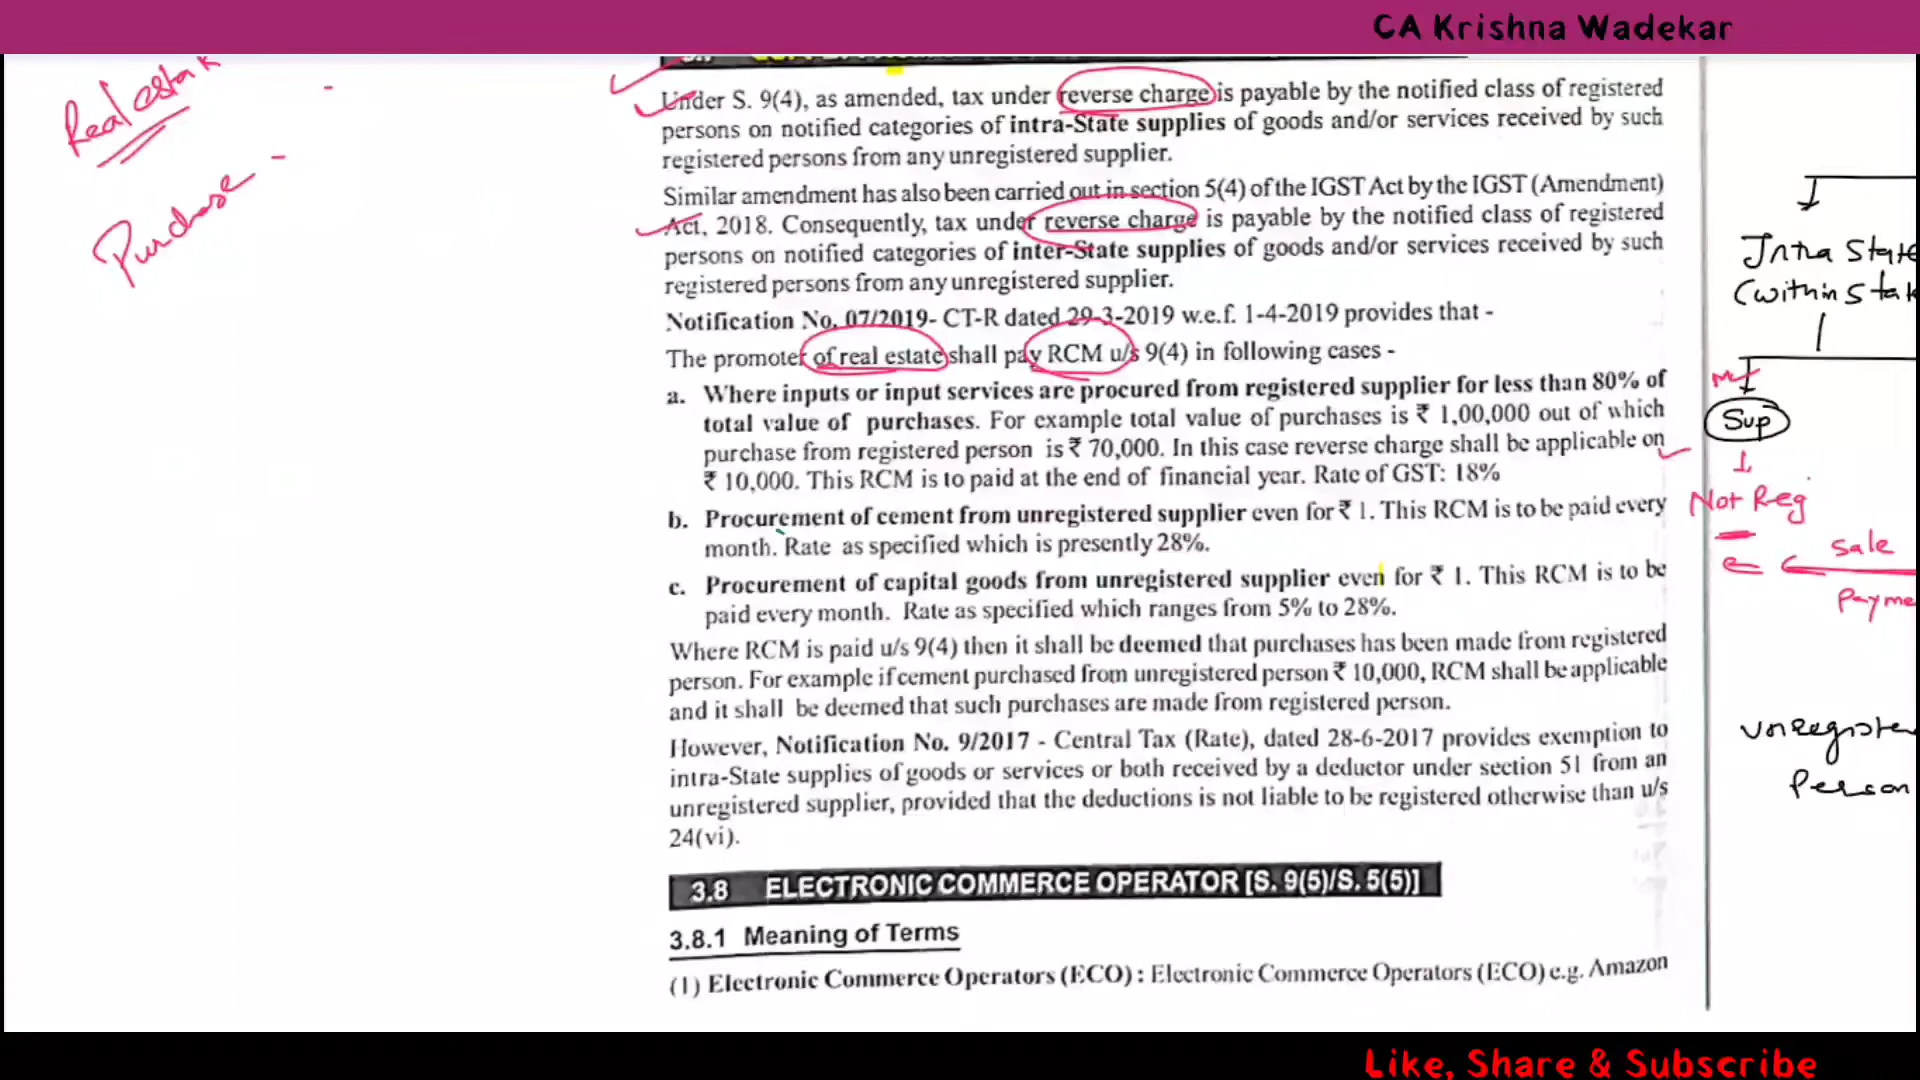 CA Krishna Wadekar
Real estak
Purchase -
Under S. 9(4), as amended, tax under reverse charge is payable by the notified class of registered
persons on notified categories of intra-State supplies of goods and/or services received by such
registered persons from any unregistered supplier.
Similar amendment has also been carried out in section 5(4) of the IGST Act by the IGST (Amendment)
Act, 2018. Consequently, tax under reverse charge is payable by the notified class of registered
persons on notified categories of inter-State supplies of goods and/or services received by such
registered persons from any unregistered supplier.
Notification No. 07/2019- CT-R dated 29-3-2019 w.e.f. 1-4-2019 provides that -
The promoter of real estate shall pay RCM u/s 9(4) in following cases -
a. Where inputs or input services are procured from registered supplier for less than 80% of
total value of purchases. For example total value of purchases is ₹ 1,00,000 out of which
purchase from registered person is ₹ 70,000. In this case reverse charge shall be applicable on
₹ 10,000. This RCM is to paid at the end of financial year. Rate of GST: 18%
b. Procurement of cement from unregistered supplier even for ₹ 1. This RCM is to be paid every
month. Rate as specified which is presently 28%.
c. Procurement of capital goods from unregistered supplier even for ₹ 1. This RCM is to be
paid every month. Rate as specified which ranges from 5% to 28%.
Where RCM is paid u/s 9(4) then it shall be deemed that purchases has been made from registered
person. For example if cement purchased from unregistered person ₹ 10,000, RCM shall be applicable
and it shall be deemed that such purchases are made from registered person.
However, Notification No. 9/2017 - Central Tax (Rate), dated 28-6-2017 provides exemption to
intra-State supplies of goods or services or both received by a deductor under section 51 from an
unregistered supplier, provided that the deductions is not liable to be registered otherwise than u/s
24(vi).
3.8 ELECTRONIC COMMERCE OPERATOR [S. 9(5)/S. 5(5)]
3.8.1 Meaning of Terms
(1) Electronic Commerce Operators (ECO) : Electronic Commerce Operators (ECO) e.g. Amazon
Intra State
(within Stat
Sup
Not Reg
Sale
Payme
Unregister
Person
Like, Share & Subscribe